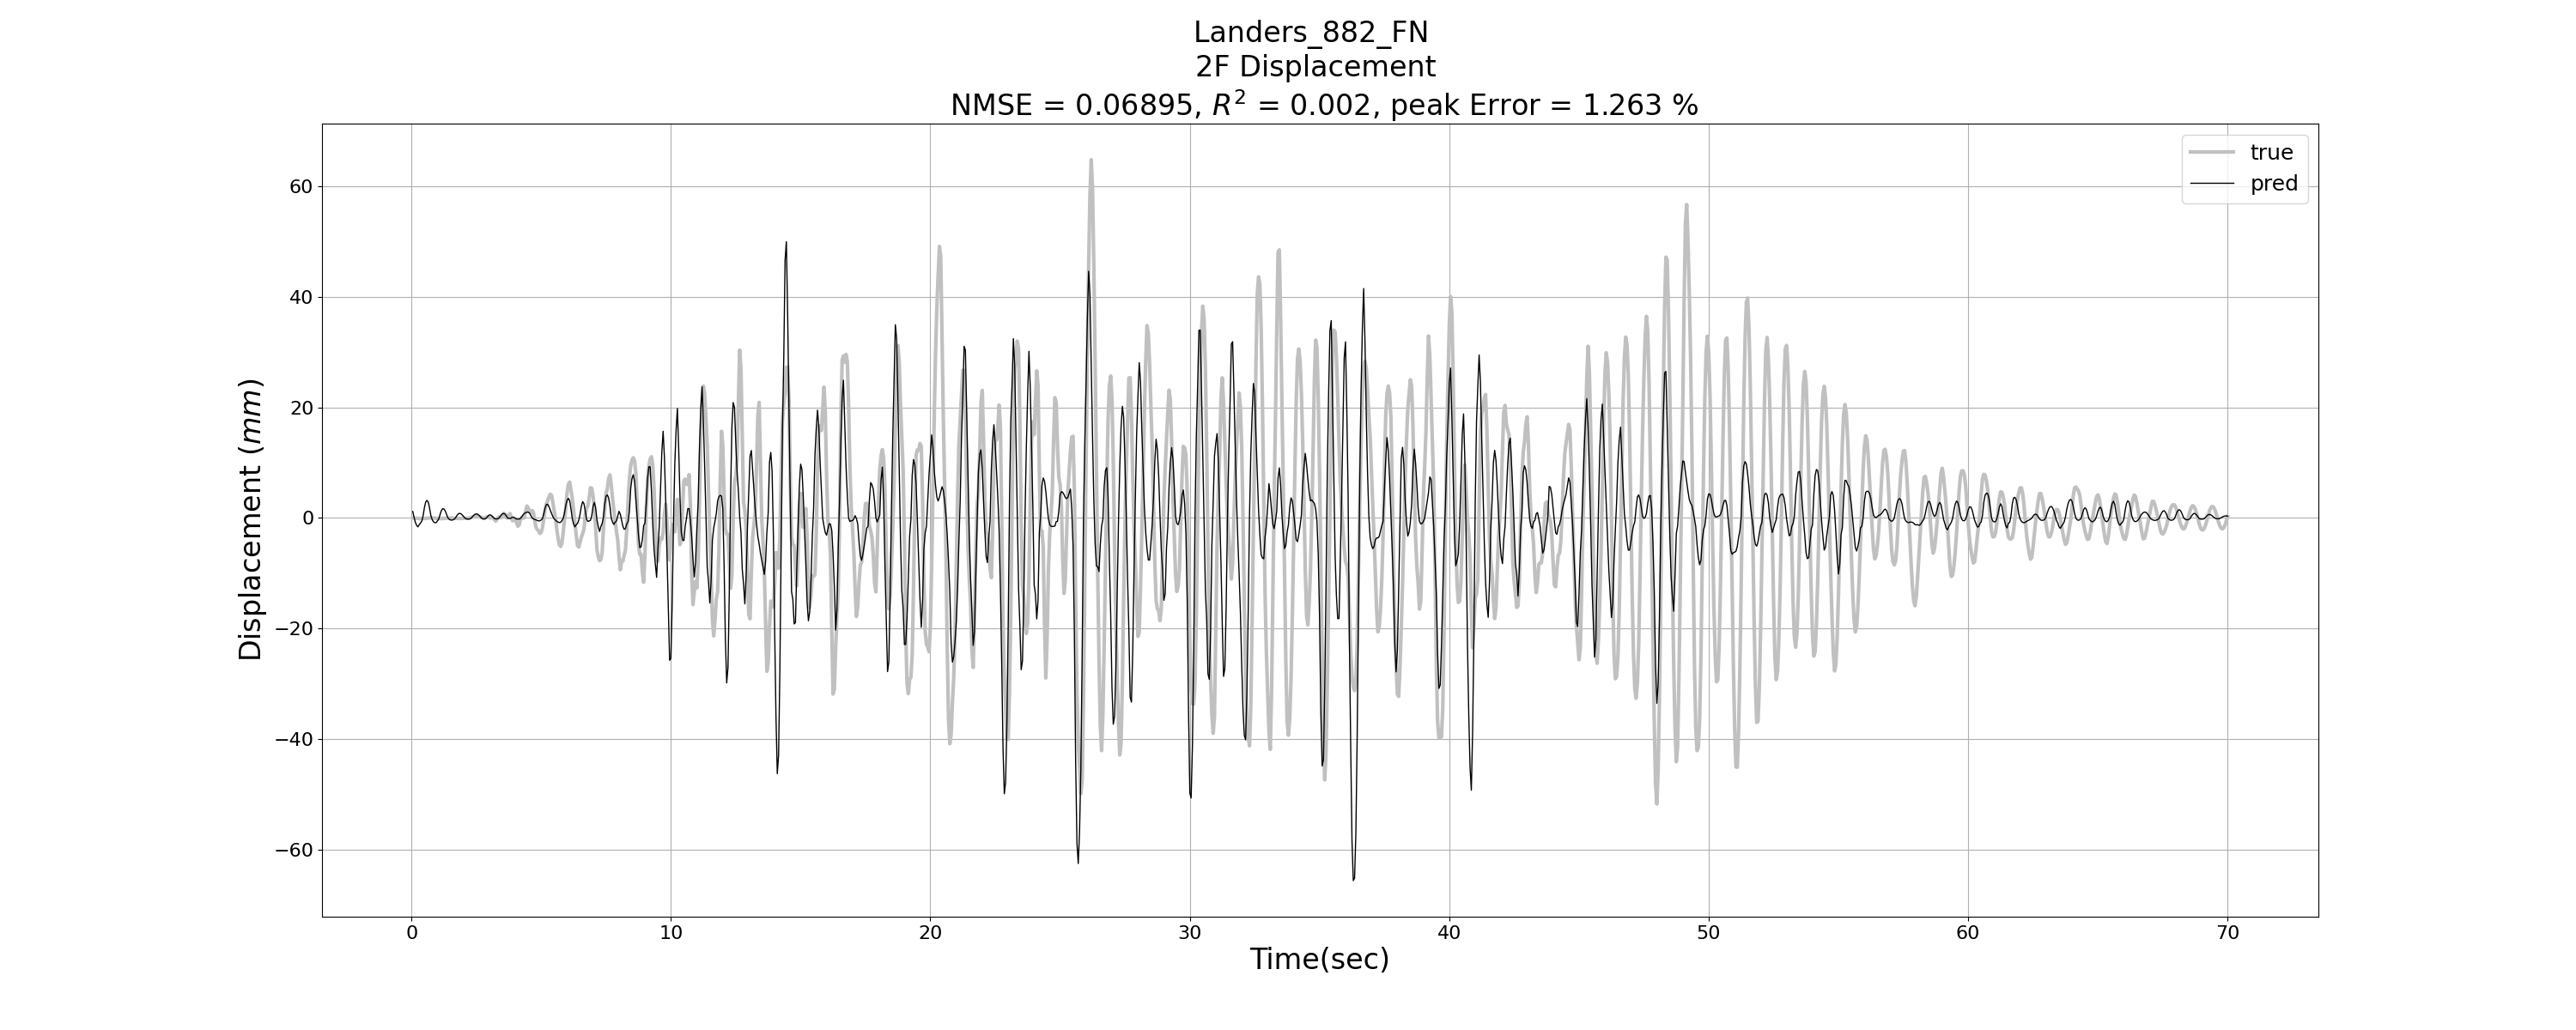 Landers_882_FN
2F Displacement
NMSE = 0.06895, R² = 0.002, peak Error = 1.263 %
true
pred
Displacement (mm)
60
40
20
0
−20
−40
−60
0 10 20 30 40 50 60 70
Time(sec)